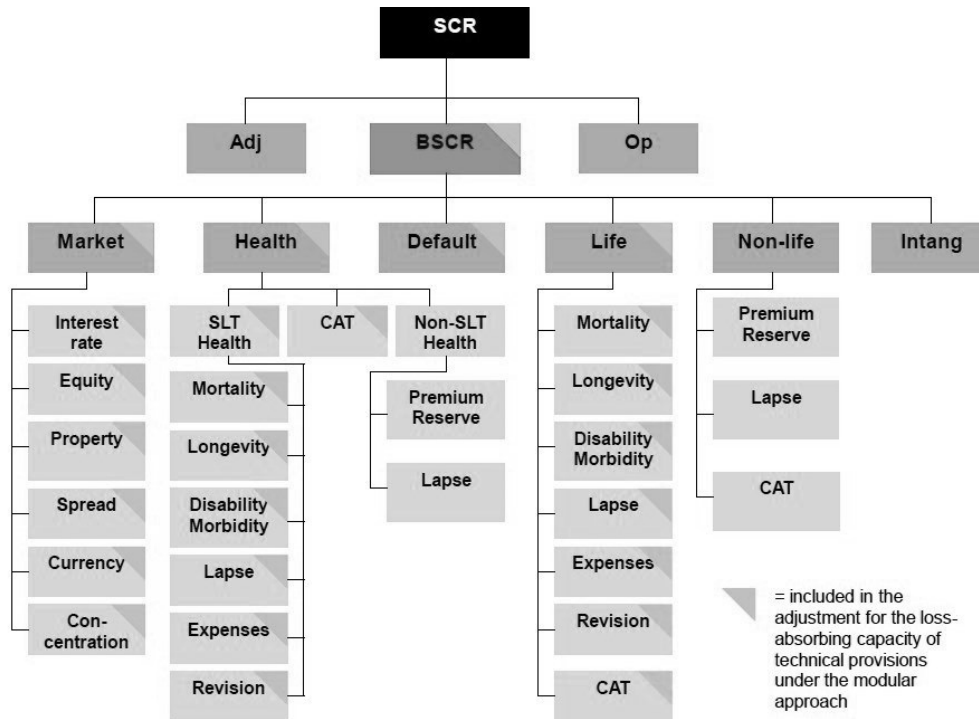 SCR
Adj
BSCR
Op
Market
Health
Default
Life
Non-life
Intang
Interest
rate
Equity
Property
Spread
Currency
Con-
centration
SLT
Health
CAT
Non-SLT
Health
Mortality
Longevity
Disability
Morbidity
Lapse
Expenses
Revision
Premium
Reserve
Lapse
Mortality
Longevity
Disability
Morbidity
Lapse
Expenses
Revision
CAT
Premium
Reserve
Lapse
CAT
= included in the
adjustment for the loss-
absorbing capacity of
technical provisions
under the modular
approach